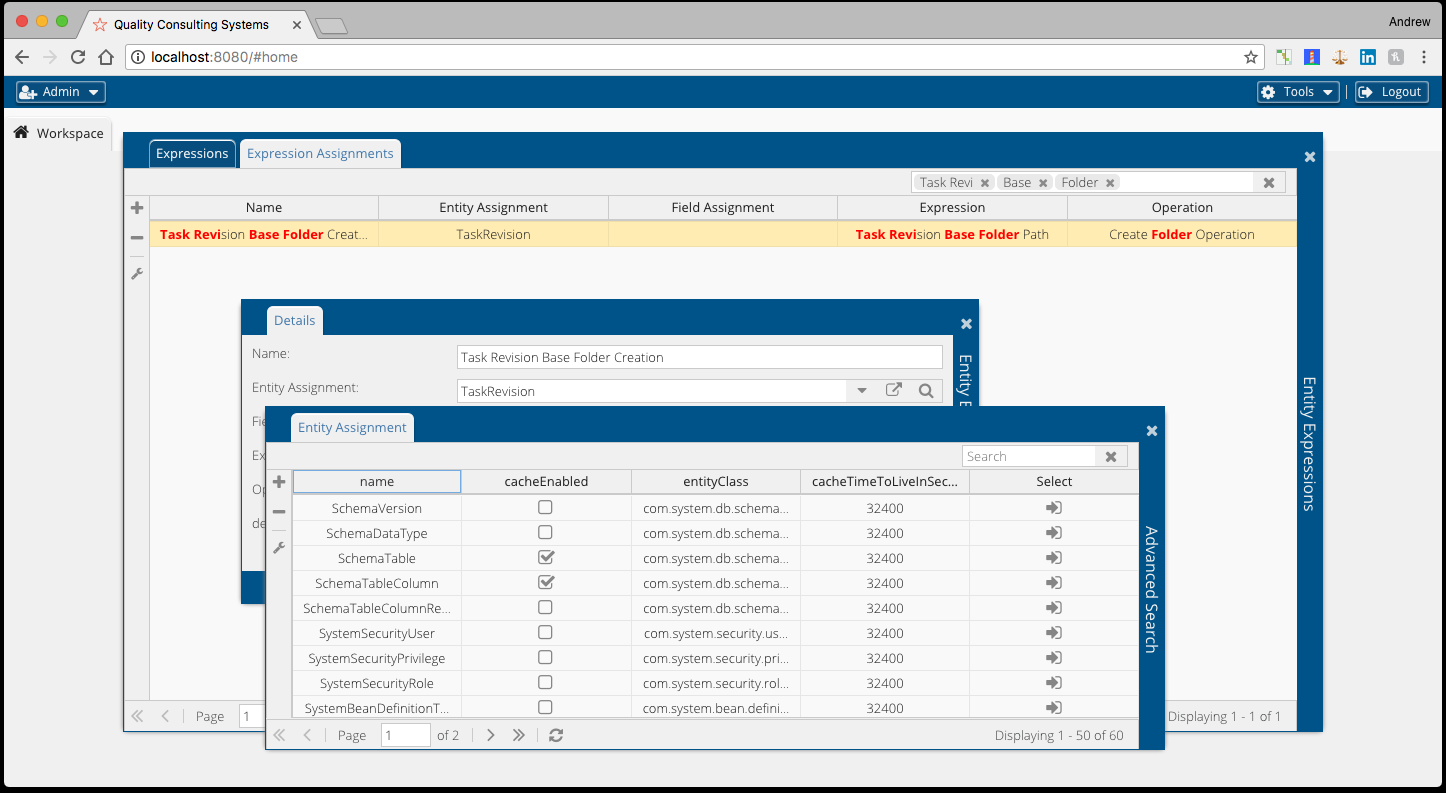 Quality Consulting Systems
Andrew
localhost:8080/#home
Admin
Tools
Logout
Workspace
Expressions
Expression Assignments
Entity Expressions
Task Revi
Base
Folder
Name
Entity Assignment
Field Assignment
Expression
Operation
Task Revision Base Folder Creat...
TaskRevision
Task Revision Base Folder Path
Create Folder Operation
Details
Entity E
Name:
Task Revision Base Folder Creation
Entity Assignment:
TaskRevision
Fie
Ex
Op
de
Entity Assignment
Advanced Search
Search
name
cacheEnabled
entityClass
cacheTimeToLiveInSec...
Select
SchemaVersion
com.system.db.schema...
32400
SchemaDataType
com.system.db.schema...
32400
SchemaTable
com.system.db.schema...
32400
SchemaTableColumn
com.system.db.schema...
32400
SchemaTableColumnRe...
com.system.db.schema...
32400
SystemSecurityUser
com.system.security.us...
32400
SystemSecurityPrivilege
com.system.security.pri...
32400
SystemSecurityRole
com.system.security.rol...
32400
SystemBeanDefinitionT...
com.system.bean.defini...
32400
Page
1
of 2
Displaying 1 - 50 of 60
Page
1
Displaying 1 - 1 of 1